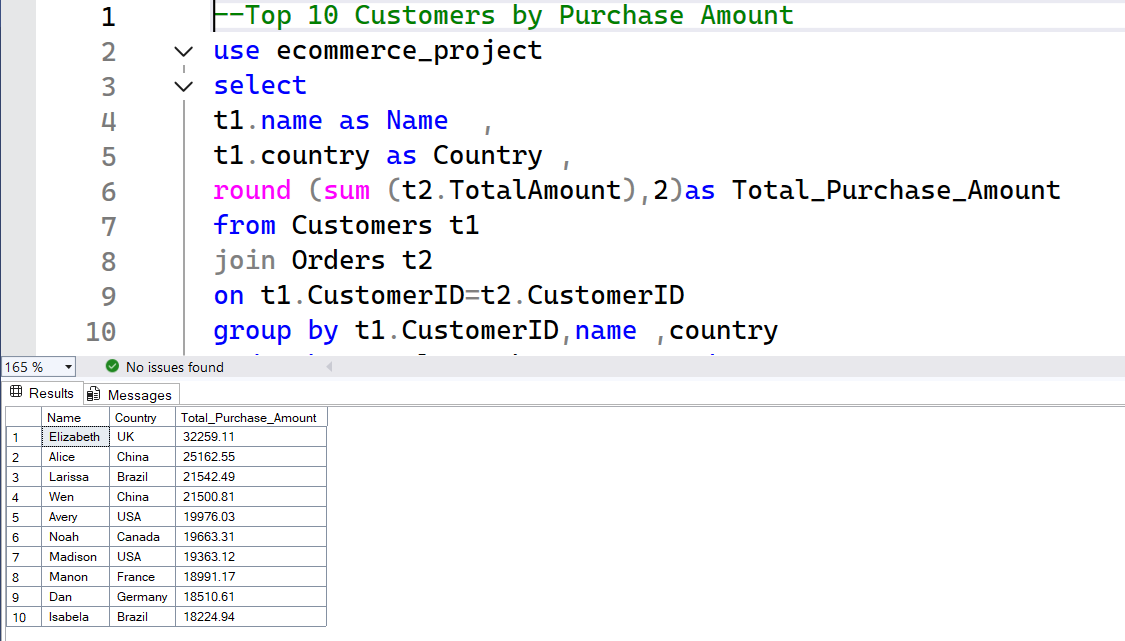 1 --Top 10 Customers by Purchase Amount
2 use ecommerce_project
3 select
4 t1.name as Name ,
5 t1.country as Country ,
6 round (sum (t2.TotalAmount),2)as Total_Purchase_Amount
7 from Customers t1
8 join Orders t2
9 on t1.CustomerID=t2.CustomerID
10 group by t1.CustomerID,name ,country
165 % No issues found
Results Messages
Name Country Total_Purchase_Amount
1 Elizabeth UK 32259.11
2 Alice China 25162.55
3 Larissa Brazil 21542.49
4 Wen China 21500.81
5 Avery USA 19976.03
6 Noah Canada 19663.31
7 Madison USA 19363.12
8 Manon France 18991.17
9 Dan Germany 18510.61
10 Isabela Brazil 18224.94